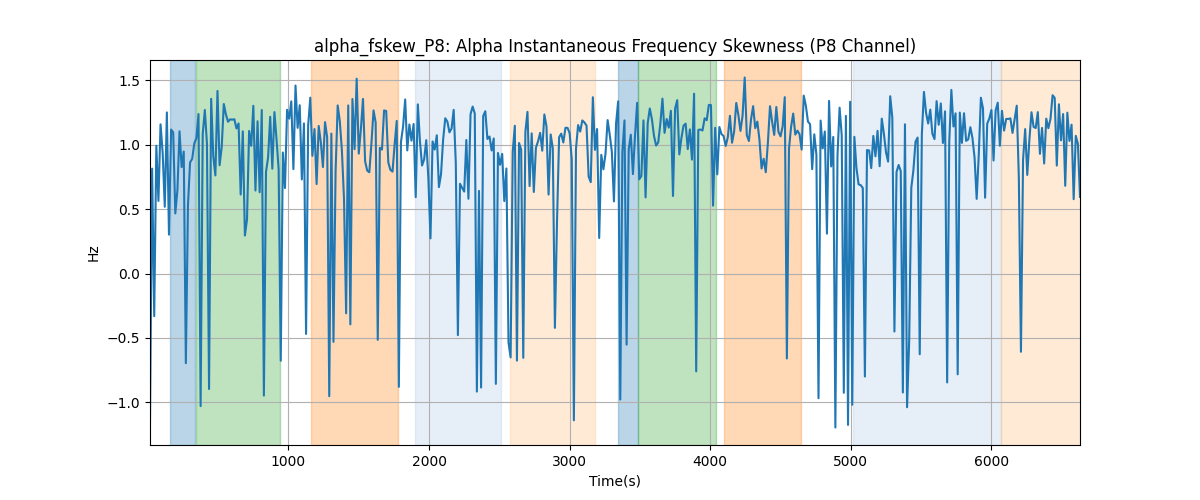 alpha_fskew_P8: Alpha Instantaneous Frequency Skewness (P8 Channel)
1.5
1.0
0.5
0.0
−0.5
−1.0
Hz
1000 2000 3000 4000 5000 6000
Time(s)